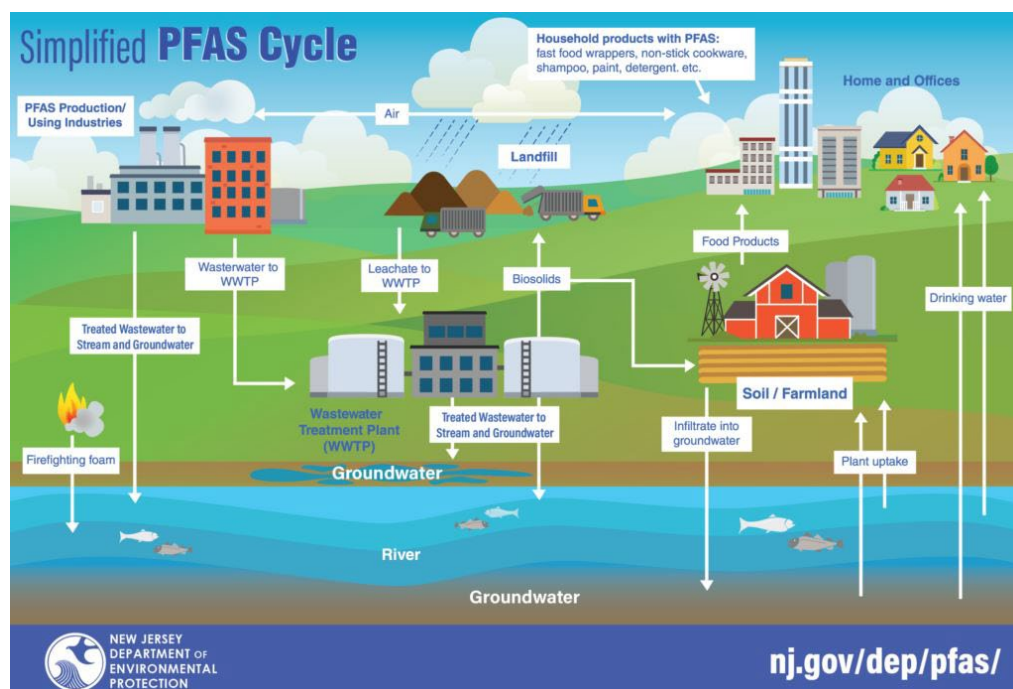 Simplified PFAS Cycle
Household products with PFAS:
fast food wrappers, non-stick cookware,
shampoo, paint, detergent. etc.
Home and Offices
PFAS Production/
Using Industries
Air
Landfill
Food Products
Wasterwater to
WWTP
Leachate to
WWTP
Biosolids
Drinking water
Treated Wastewater to
Stream and Groundwater
Soil / Farmland
Wastewater
Treatment Plant
(WWTP)
Treated Wastewater to
Stream and Groundwater
Infiltrate into
groundwater
Firefighting foam
Plant uptake
Groundwater
River
Groundwater
NEW JERSEY
DEPARTMENT OF
ENVIRONMENTAL
PROTECTION
nj.gov/dep/pfas/